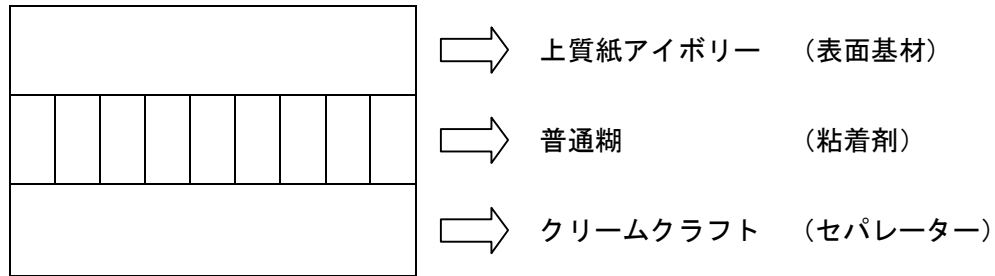 上質紙アイボリー （表面基材）
普通糊 （粘着剤）
クリームクラフト （セパレーター）